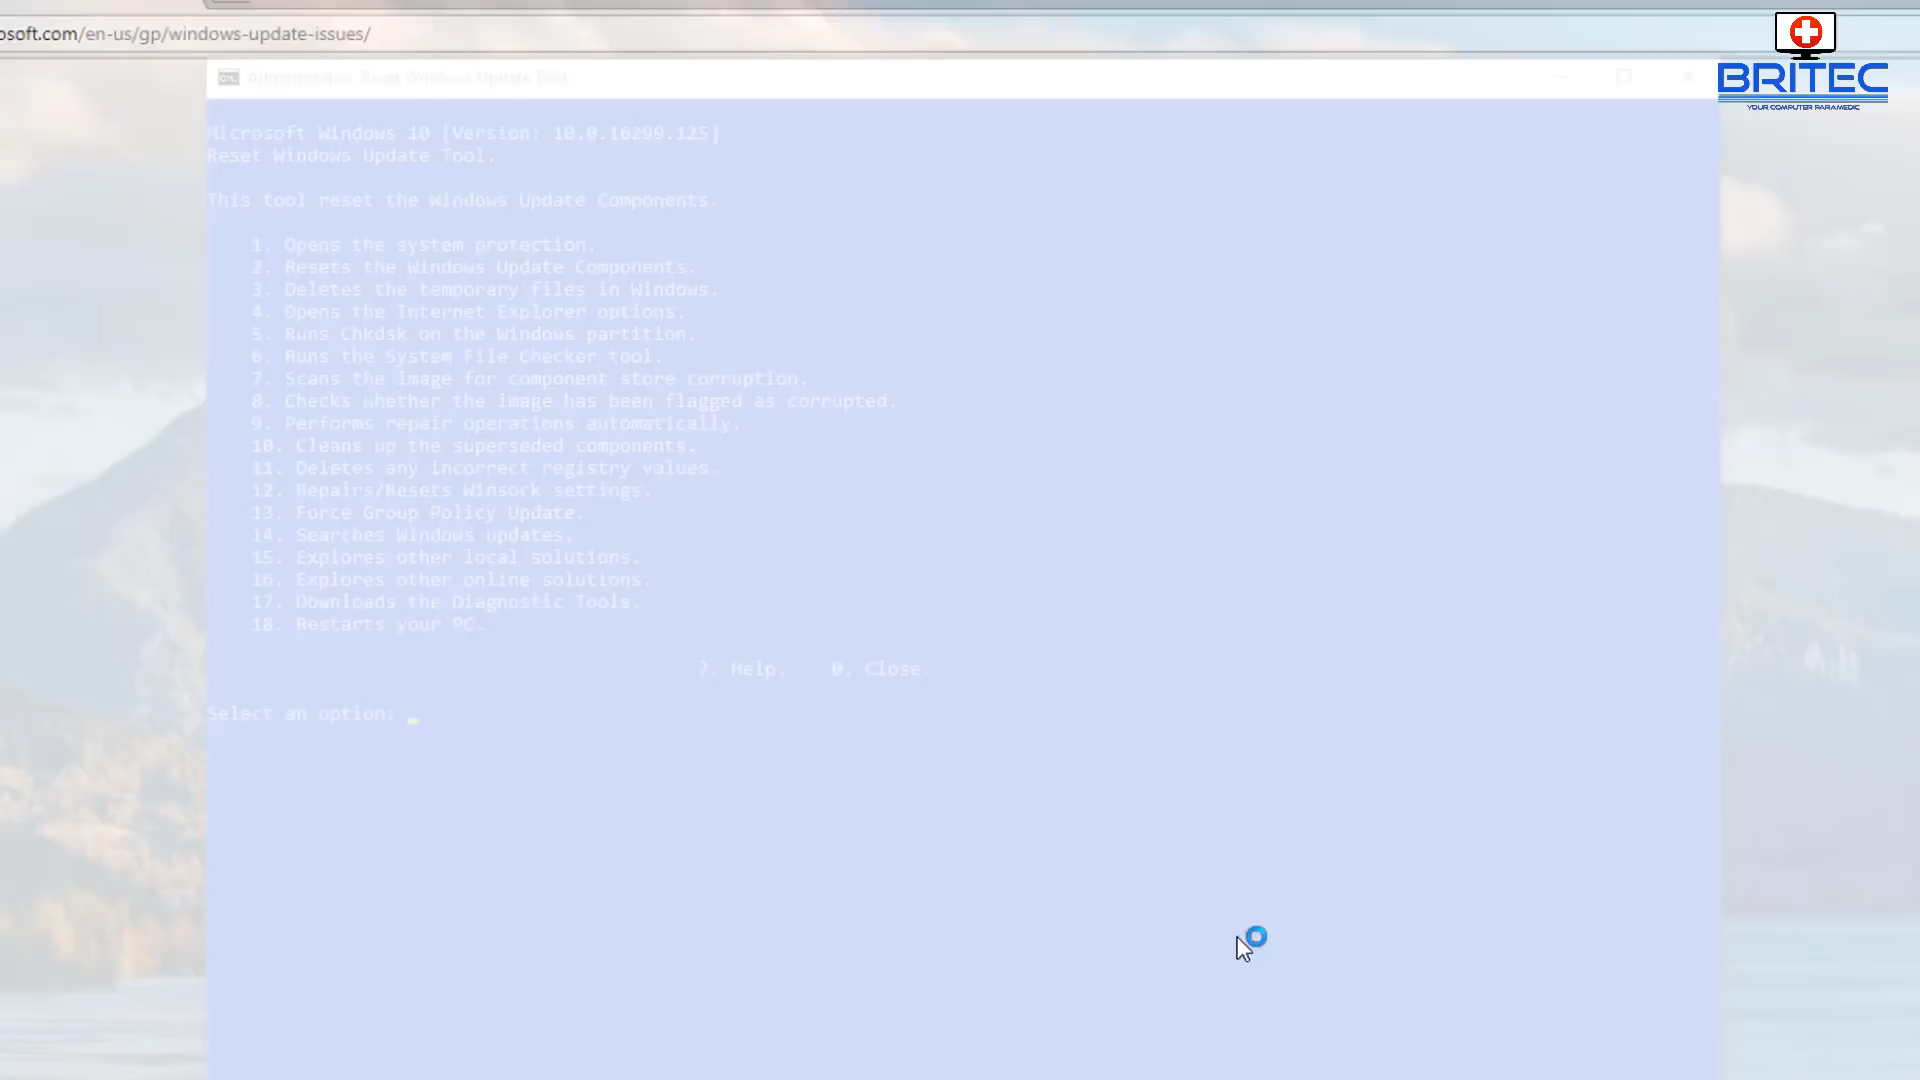 osoft.com/en-us/gp/windows-update-issues/
BRITEC
YOUR COMPUTER PARAMEDIC
Administrator: Reset Windows Update Tool.
Microsoft Windows 10 [Version: 10.0.16299.125]
Reset Windows Update Tool.
This tool reset the Windows Update Components.
1. Opens the system protection.
2. Resets the Windows Update Components.
3. Deletes the temporary files in Windows.
4. Opens the Internet Explorer options.
5. Runs Chkdsk on the Windows partition.
6. Runs the System File Checker tool.
7. Scans the image for component store corruption.
8. Checks whether the image has been flagged as corrupted.
9. Performs repair operations automatically.
10. Cleans up the superseded components.
11. Deletes any incorrect registry values.
12. Repairs/Resets Winsock settings.
13. Force Group Policy Update.
14. Searches Windows updates.
15. Explores other local solutions.
16. Explores other online solutions.
17. Downloads the Diagnostic Tools.
18. Restarts your PC.
?. Help. 0. Close.
Select an option: